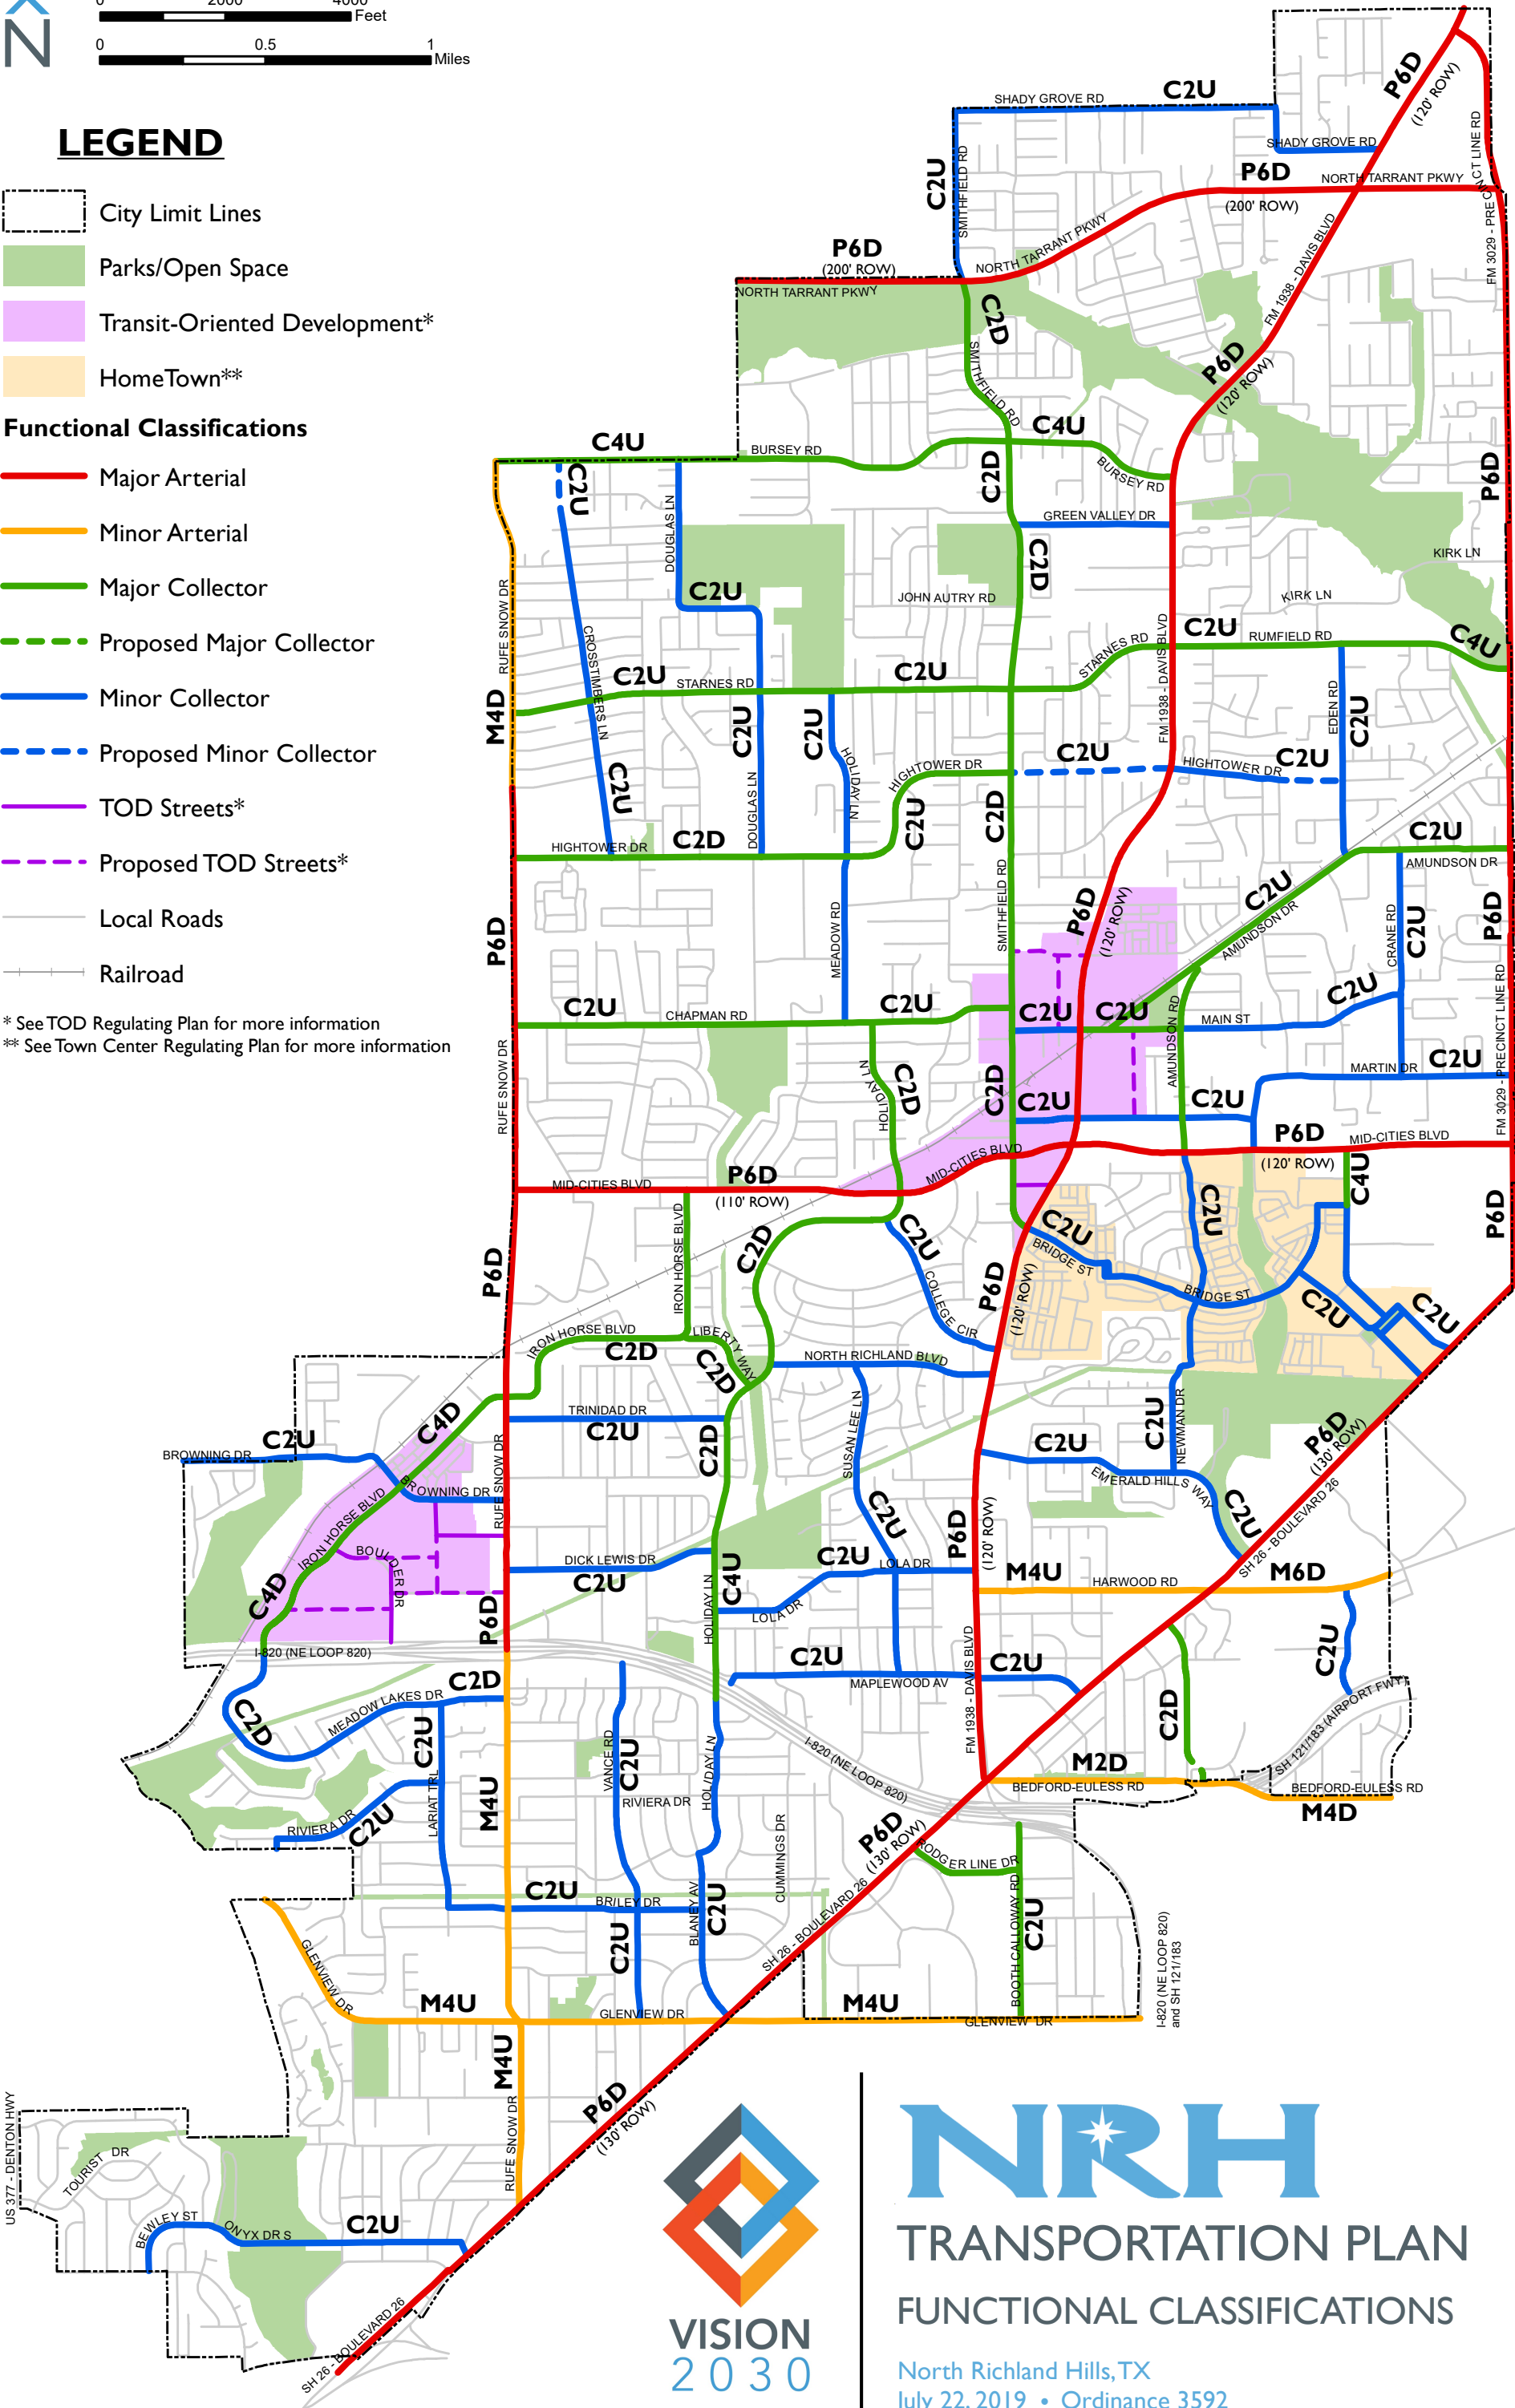 0 2000 4000
Feet
0 0.5 1
Miles
N
LEGEND
City Limit Lines
Parks/Open Space
Transit-Oriented Development*
HomeTown**
Functional Classifications
Major Arterial
Minor Arterial
Major Collector
Proposed Major Collector
Minor Collector
Proposed Minor Collector
TOD Streets*
Proposed TOD Streets*
Local Roads
Railroad
* See TOD Regulating Plan for more information
** See Town Center Regulating Plan for more information
SHADY GROVE RD
C2U
P6D
(120' ROW)
SHADY GROVE RD
C2U
SMITHFIELD RD
P6D
NORTH TARRANT PKWY
(200' ROW)
FM 3029 - PRECINCT LINE RD
P6D
(200' ROW)
NORTH TARRANT PKWY
NORTH TARRANT PKWY
FM 1938 - DAVIS BLVD
C2D
SMITHFIELD RD
P6D
(120' ROW)
C4U
BURSEY RD
C4U
BURSEY RD
C2D
P6D
C2U
DOUGLAS LN
GREEN VALLEY DR
C2D
KIRK LN
RUFE SNOW DR
C2U
JOHN AUTRY RD
KIRK LN
CROSSTIMBERS LN
C2U
STARNES RD
C2U
STARNES RD
FM 1938 - DAVIS BLVD
C2U
RUMFIELD RD
C4U
M4D
C2U
C2U
EDEN RD
C2U
HOLIDAY LN
HIGHTOWER DR
C2U
HIGHTOWER DR
C2U
C2U
DOUGLAS LN
C2U
C2D
HIGHTOWER DR
C2D
C2U
AMUNDSON DR
SMITHFIELD RD
P6D
(120' ROW)
C2U
AMUNDSON DR
CRANE RD
C2U
P6D
P6D
MEADOW RD
C2U
CHAPMAN RD
C2U
C2U
C2U
MAIN ST
C2U
AMUNDSON RD
FM 3029 - PRECINCT LINE RD
RUFE SNOW DR
HOLIDAY LN
C2D
C2D
C2U
C2U
MARTIN DR
C2U
MID-CITIES BLVD
P6D
(120' ROW)
MID-CITIES BLVD
MID-CITIES BLVD
P6D
(110' ROW)
C4U
P6D
IRON HORSE BLVD
C2D
C2U
COLLEGE CIR
C2U
BRIDGE ST
C2U
BRIDGE ST
P6D
P6D
(120' ROW)
C2U
C2U
IRON HORSE BLVD
C2D
LIBERTY WAY
C2D
NORTH RICHLAND BLVD
C4D
TRINIDAD DR
C2U
C2D
SUSAN LEE LN
C2U
NEWMAN DR
P6D
(130' ROW)
BROWNING DR
C2U
BROWNING DR
RUFE SNOW DR
C2U
EMERALD HILLS WAY
C2U
SH 26 - BOULEVARD 26
IRON HORSE BLVD
BOULDER DR
C4D
DICK LEWIS DR
C2U
C4U
C2U
C2U
LOLA DR
P6D
(120' ROW)
LOLA DR
M4U
HARWOOD RD
M6D
P6D
HOLIDAY LN
I-820 (NE LOOP 820)
C2U
MAPLEWOOD AV
FM 1938 - DAVIS BLVD
C2U
C2U
C2D
C2D
MEADOW LAKES DR
C2D
C2U
VANCE RD
C2U
HOLIDAY LN
I-820 (NE LOOP 820)
SH 121/183 (AIRPORT FWY)
M2D
BEDFORD-EULESS RD
BEDFORD-EULESS RD
M4D
LARIAT TRL
M4U
RIVIERA DR
RIVIERA DR
C2U
CUMMINGS DR
P6D
(130' ROW)
RODGER LINE DR
C2U
BRILEY DR
C2U
BLANEY AV
C2U
SH 26 - BOULEVARD 26
BOOTH CALLOWAY RD
C2U
I-820 (NE LOOP 820)
and SH 121/183
GLENVIEW DR
M4U
GLENVIEW DR
M4U
GLENVIEW DR
M4U
P6D
(130' ROW)
RUFE SNOW DR
US 377 - DENTON HWY
TOURIST DR
BEWLEY ST
ONYX DR S
C2U
SH 26 - BOULEVARD 26
VISION
2030
NRH
TRANSPORTATION PLAN
FUNCTIONAL CLASSIFICATIONS
North Richland Hills, TX
July 22, 2019 • Ordinance 3592